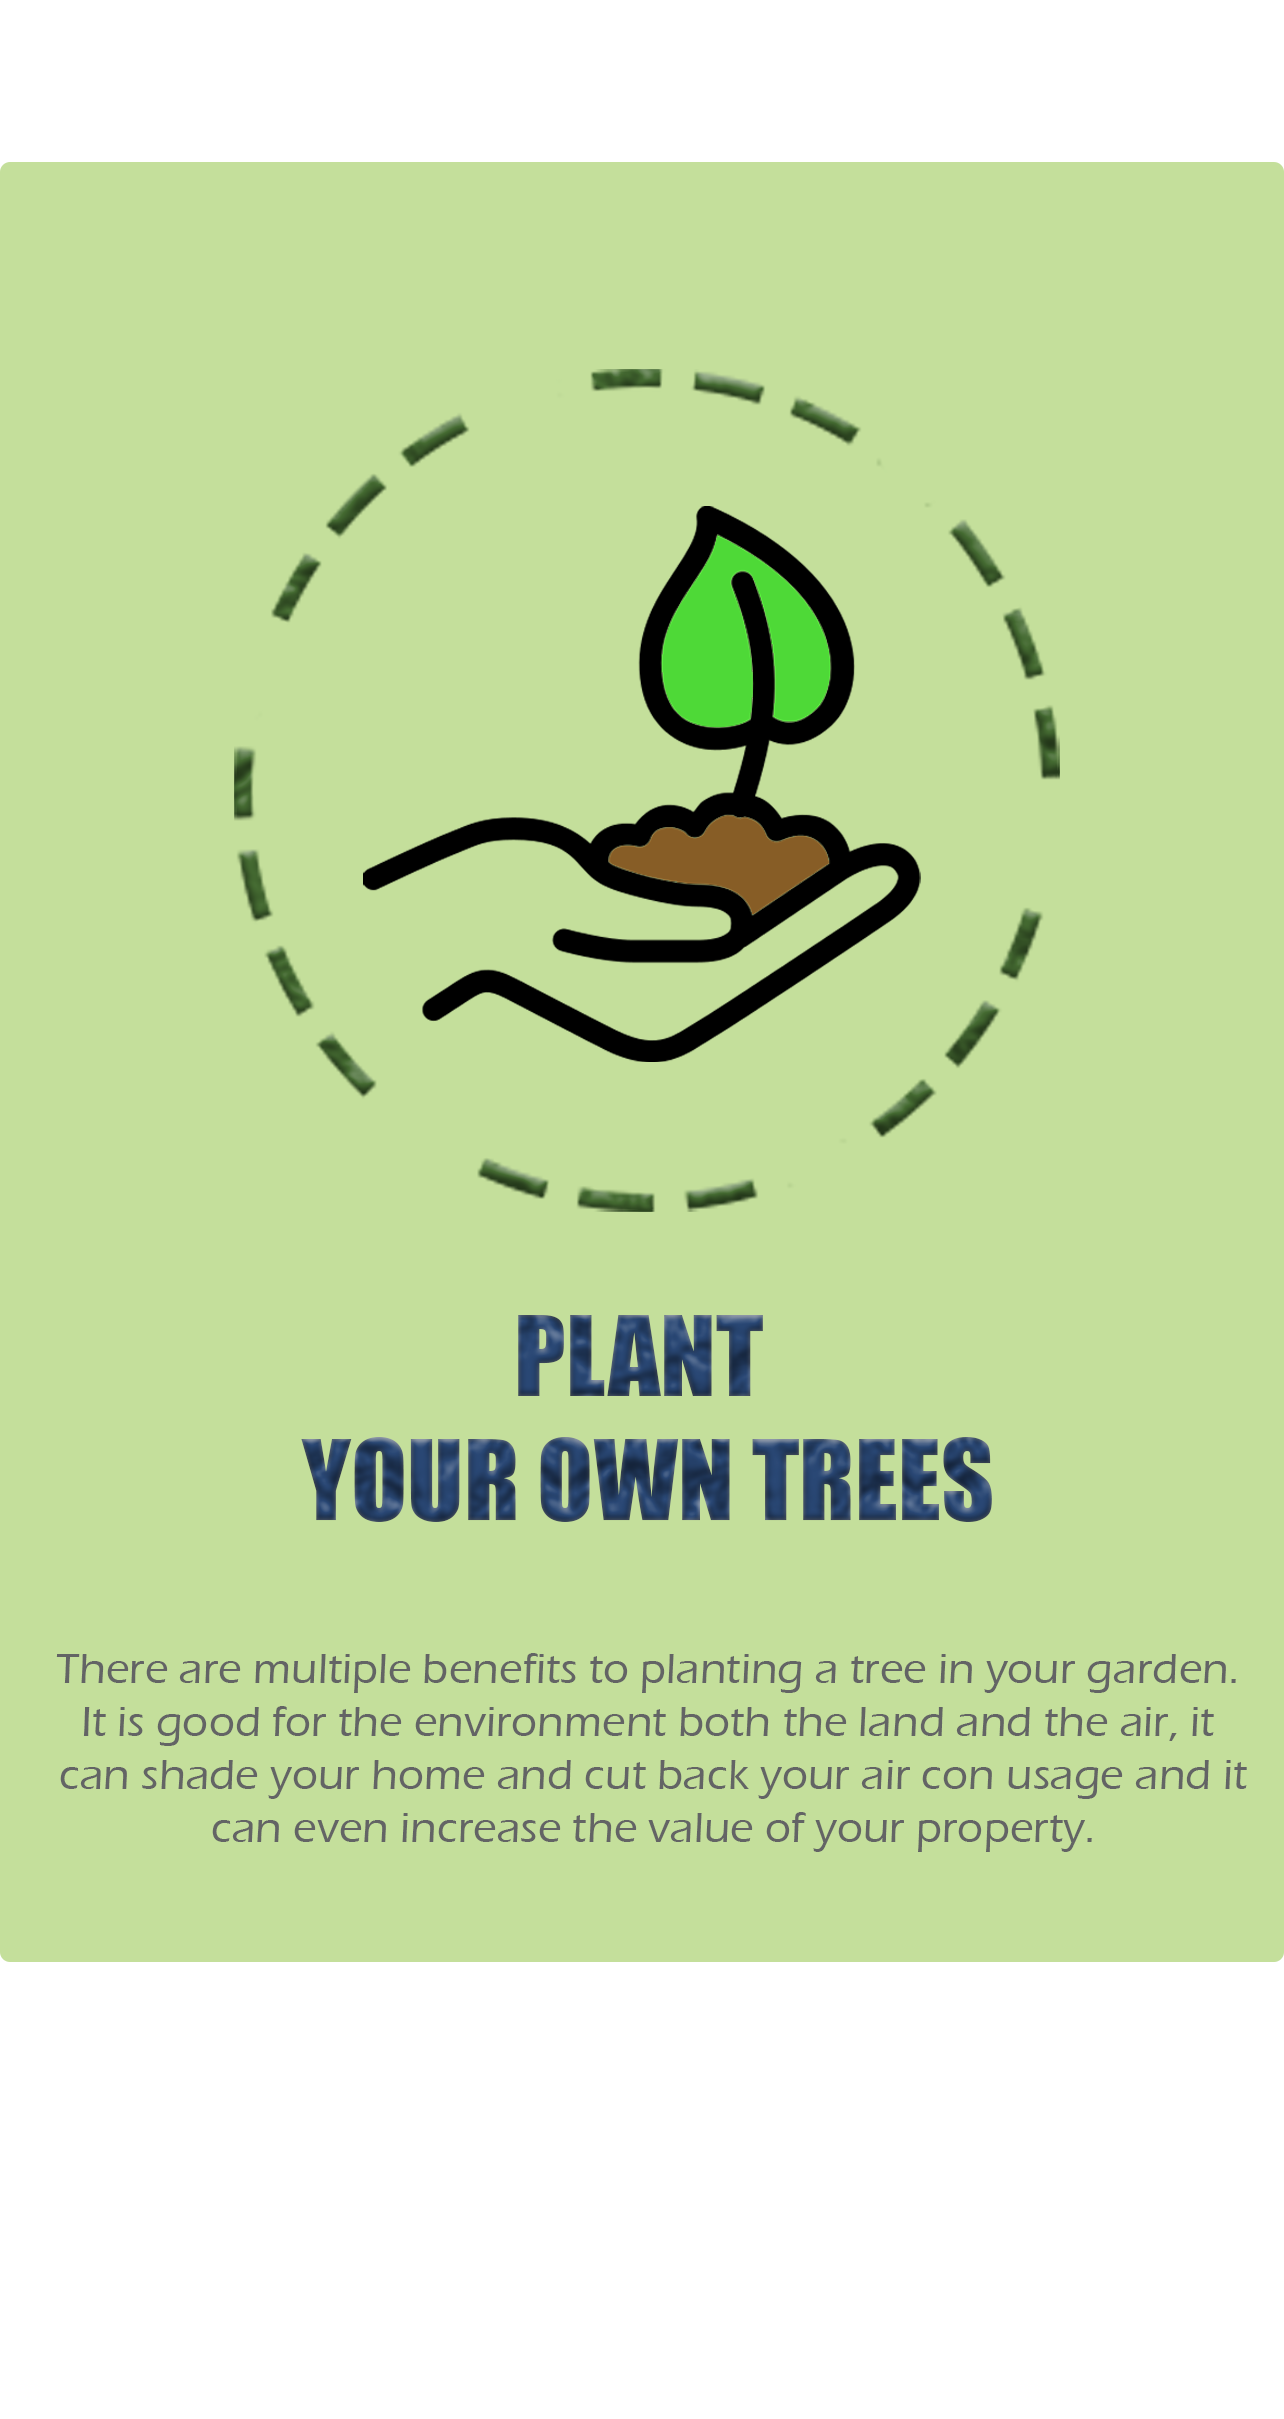 PLANT
YOUR OWN TREES
There are multiple benefits to planting a tree in your garden.
It is good for the environment both the land and the air, it
can shade your home and cut back your air con usage and it
can even increase the value of your property.